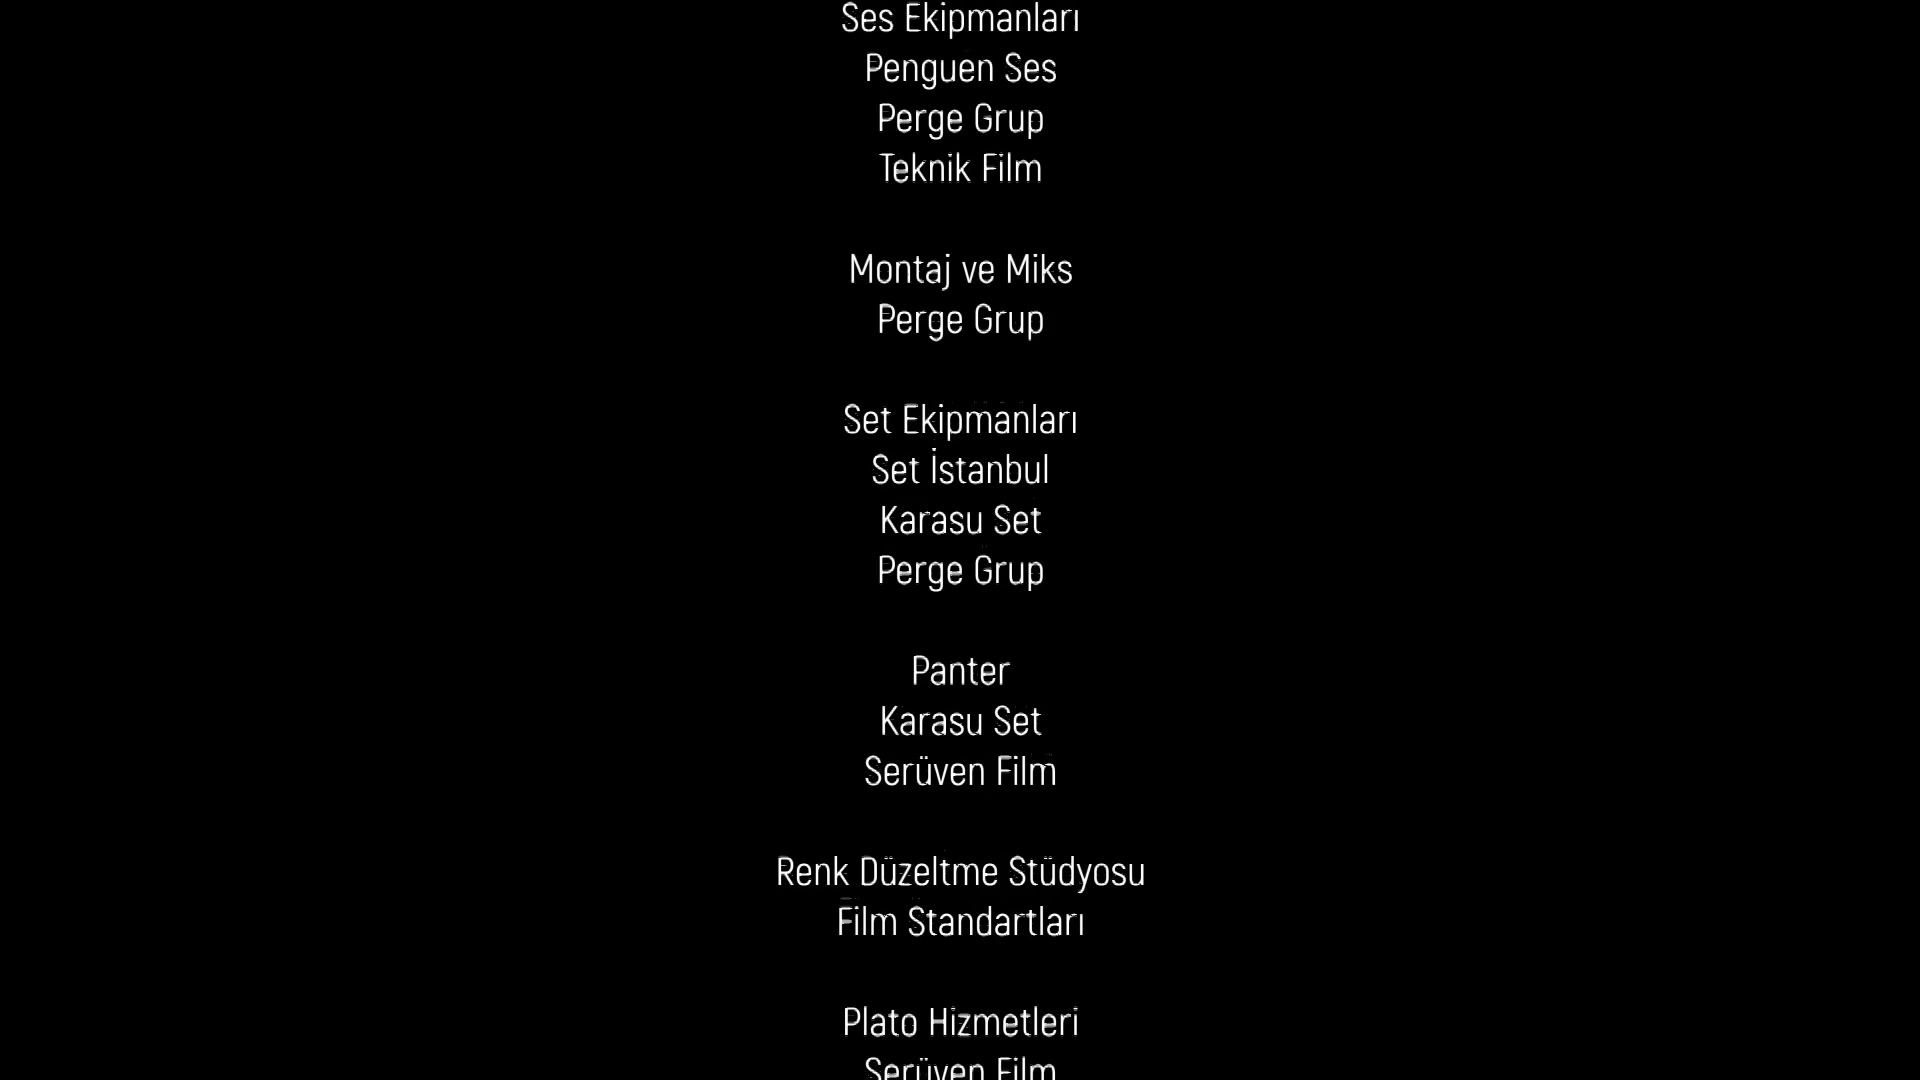 Ses Ekipmanları
Penguen Ses
Perge Grup
Teknik Film
Montaj ve Miks
Perge Grup
Set Ekipmanları
Set İstanbul
Karasu Set
Perge Grup
Panter
Karasu Set
Serüven Film
Renk Düzeltme Stüdyosu
Film Standartları
Plato Hizmetleri
Serüven Film